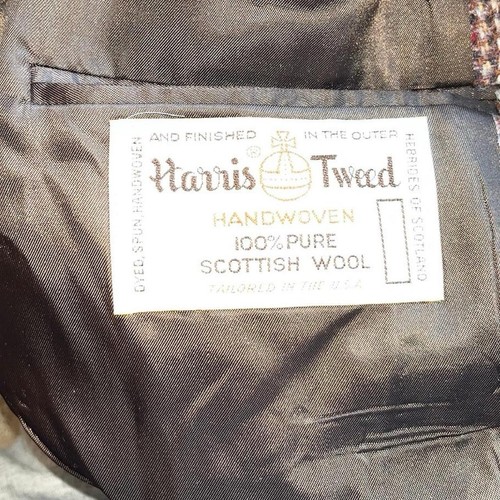 DYED, SPUN, HANDWOVEN
AND FINISHED IN THE OUTER
HEBRIDES OF SCOTLAND
Harris® Tweed
HANDWOVEN
100% PURE
SCOTTISH WOOL
TAILORED IN THE U.S.A.